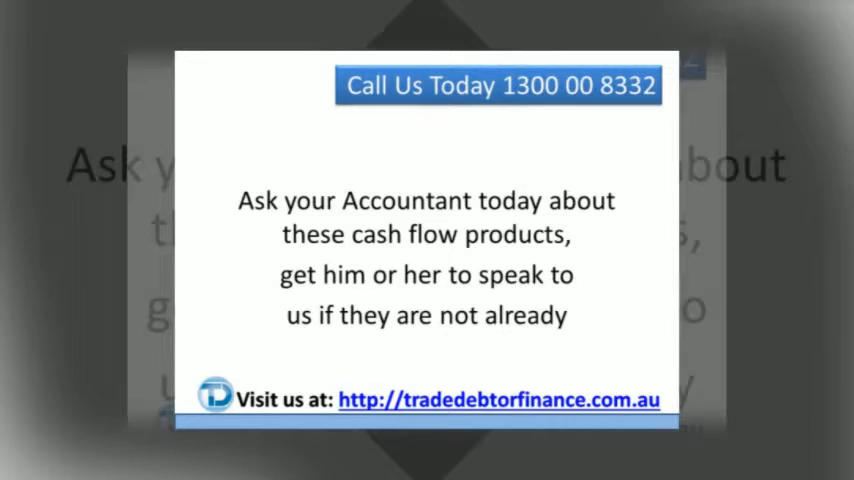 Call Us Today 1300 00 8332
Ask your Accountant today about
these cash flow products,
get him or her to speak to
us if they are not already
TD Visit us at: http://tradedebtorfinance.com.au